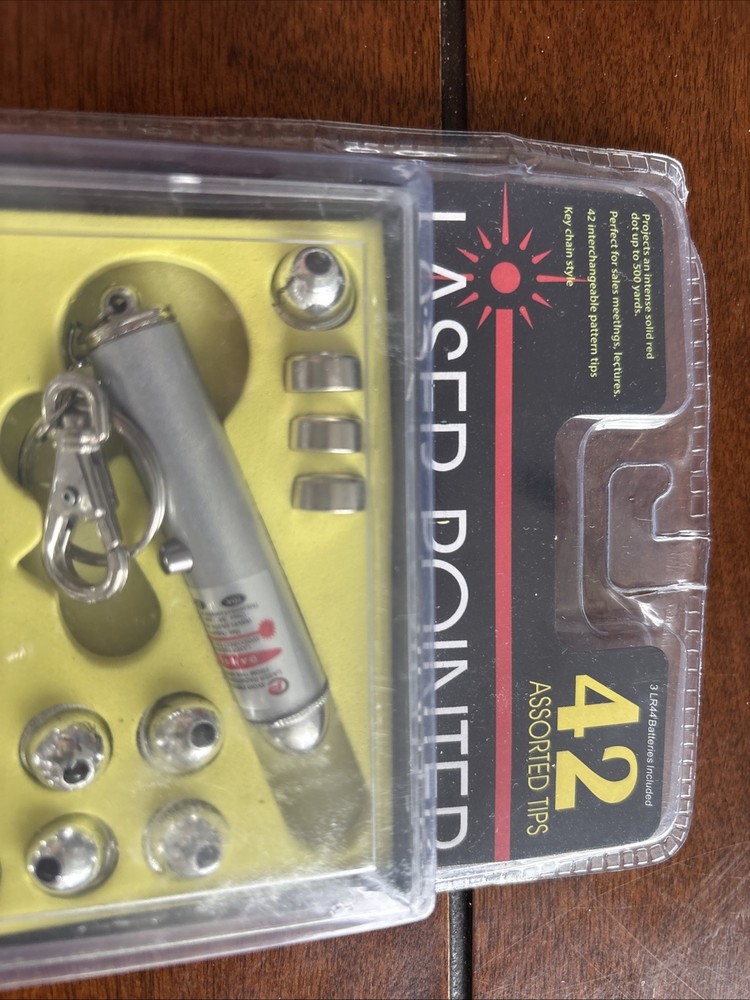 Projects an intense solid red
dot up to 500 yards.
Perfect for sales meetings, lectures.
42 interchangeable pattern tips
Key chain style
3 LR44 Batteries Included
42
ASSORTED TIPS
LASER POINTER